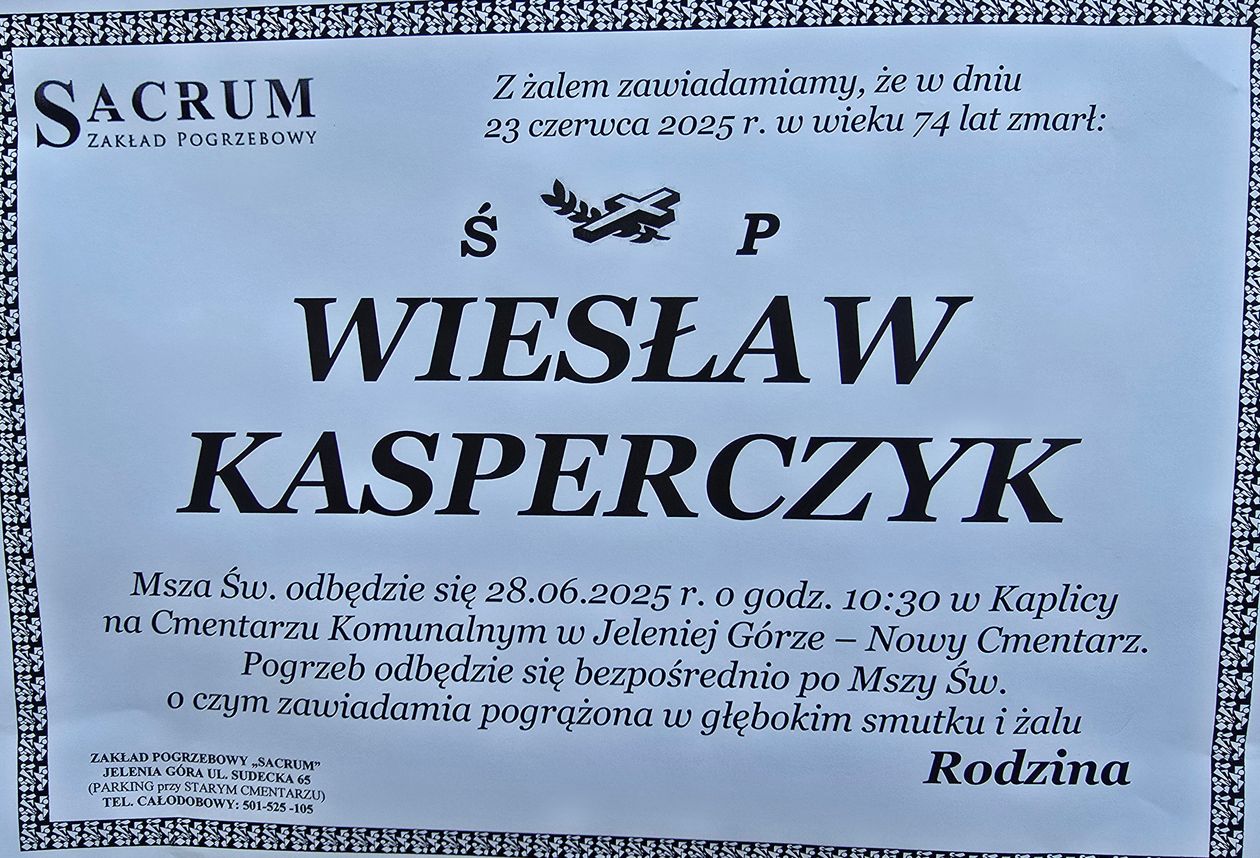 SACRUM
ZAKŁAD POGRZEBOWY
Z żalem zawiadamiamy, że w dniu
23 czerwca 2025 r. w wieku 74 lat zmarł:
Ś P
WIESŁAW
KASPERCZYK
Msza Św. odbędzie się 28.06.2025 r. o godz. 10:30 w Kaplicy
na Cmentarzu Komunalnym w Jeleniej Górze – Nowy Cmentarz.
Pogrzeb odbędzie się bezpośrednio po Mszy Św.
o czym zawiadamia pogrążona w głębokim smutku i żalu
Rodzina
ZAKŁAD POGRZEBOWY „SACRUM”
JELENIA GÓRA UL. SUDECKA 65
(PARKING przy STARYM CMENTARZU)
TEL. CAŁODOBOWY: 501-525 -105